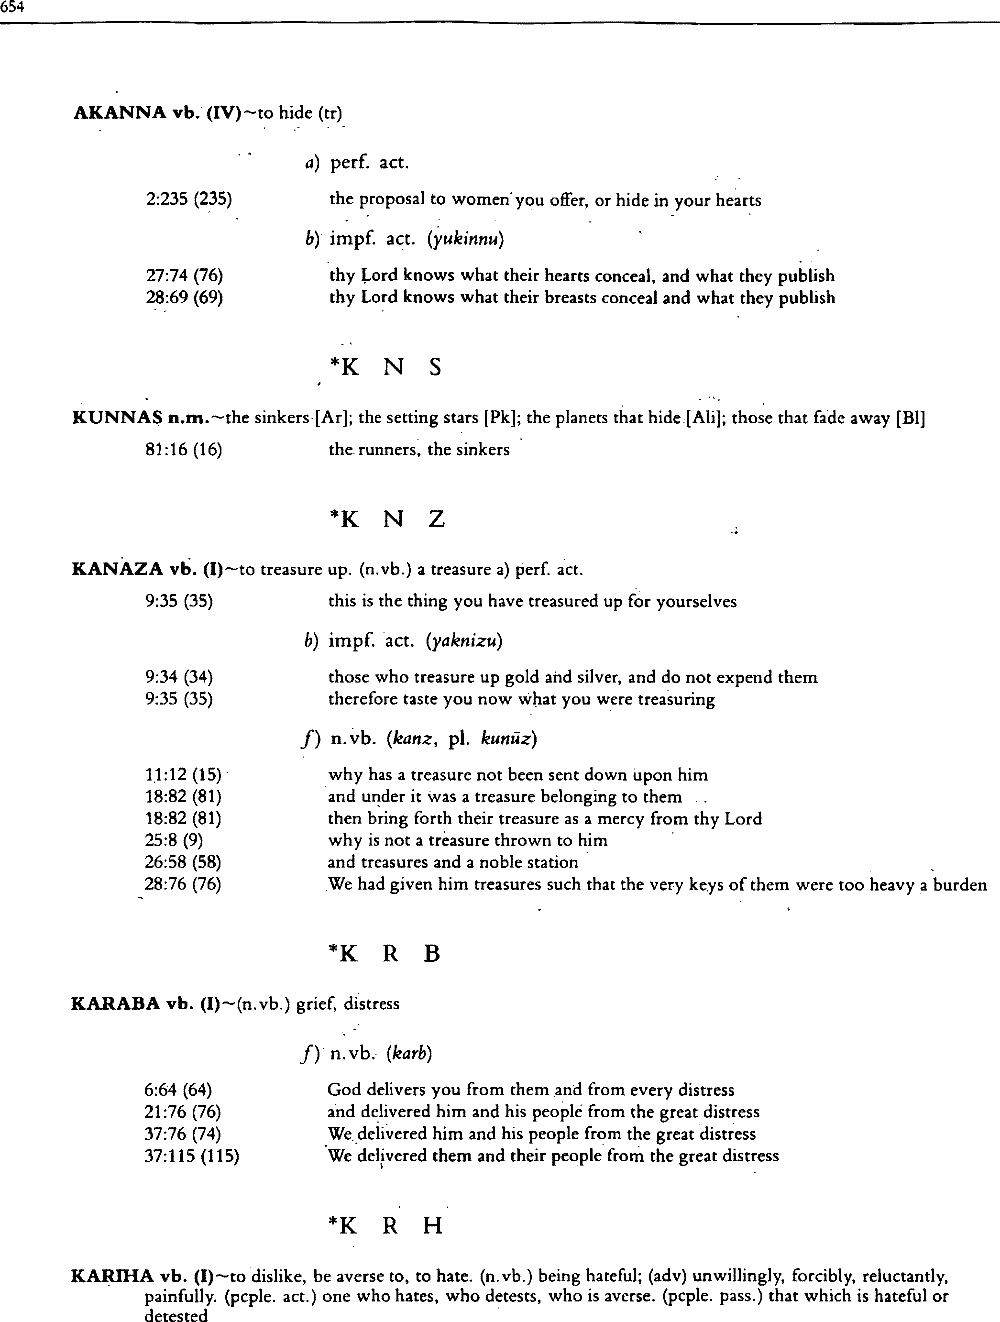 654
AKANNA vb. (IV)~to hide (tr)
a) perf. act.
2:235 (235) the proposal to women you offer, or hide in your hearts
b) impf. act. (yukinnu)
27:74 (76) thy Lord knows what their hearts conceal, and what they publish
28:69 (69) thy Lord knows what their breasts conceal and what they publish
*K N S
KUNNAS n.m.~the sinkers [Ar]; the setting stars [Pk]; the planets that hide [Ali]; those that fade away [Bl]
81:16 (16) the runners, the sinkers
*K N Z
KANAZA vb. (I)~to treasure up. (n.vb.) a treasure a) perf. act.
9:35 (35) this is the thing you have treasured up for yourselves
b) impf. act. (yaknizu)
9:34 (34) those who treasure up gold and silver, and do not expend them
9:35 (35) therefore taste you now what you were treasuring
f) n.vb. (kanz, pl. kunūz)
11:12 (15) why has a treasure not been sent down upon him
18:82 (81) and under it was a treasure belonging to them
18:82 (81) then bring forth their treasure as a mercy from thy Lord
25:8 (9) why is not a treasure thrown to him
26:58 (58) and treasures and a noble station
28:76 (76) We had given him treasures such that the very keys of them were too heavy a burden
*K R B
KARABA vb. (I)~(n.vb.) grief, distress
f) n.vb. (karb)
6:64 (64) God delivers you from them and from every distress
21:76 (76) and delivered him and his people from the great distress
37:76 (74) We delivered him and his people from the great distress
37:115 (115) We delivered them and their people from the great distress
*K R H
KARIHA vb. (I)~to dislike, be averse to, to hate. (n.vb.) being hateful; (adv) unwillingly, forcibly, reluctantly,
painfully. (pcple. act.) one who hates, who detests, who is averse. (pcple. pass.) that which is hateful or
detested